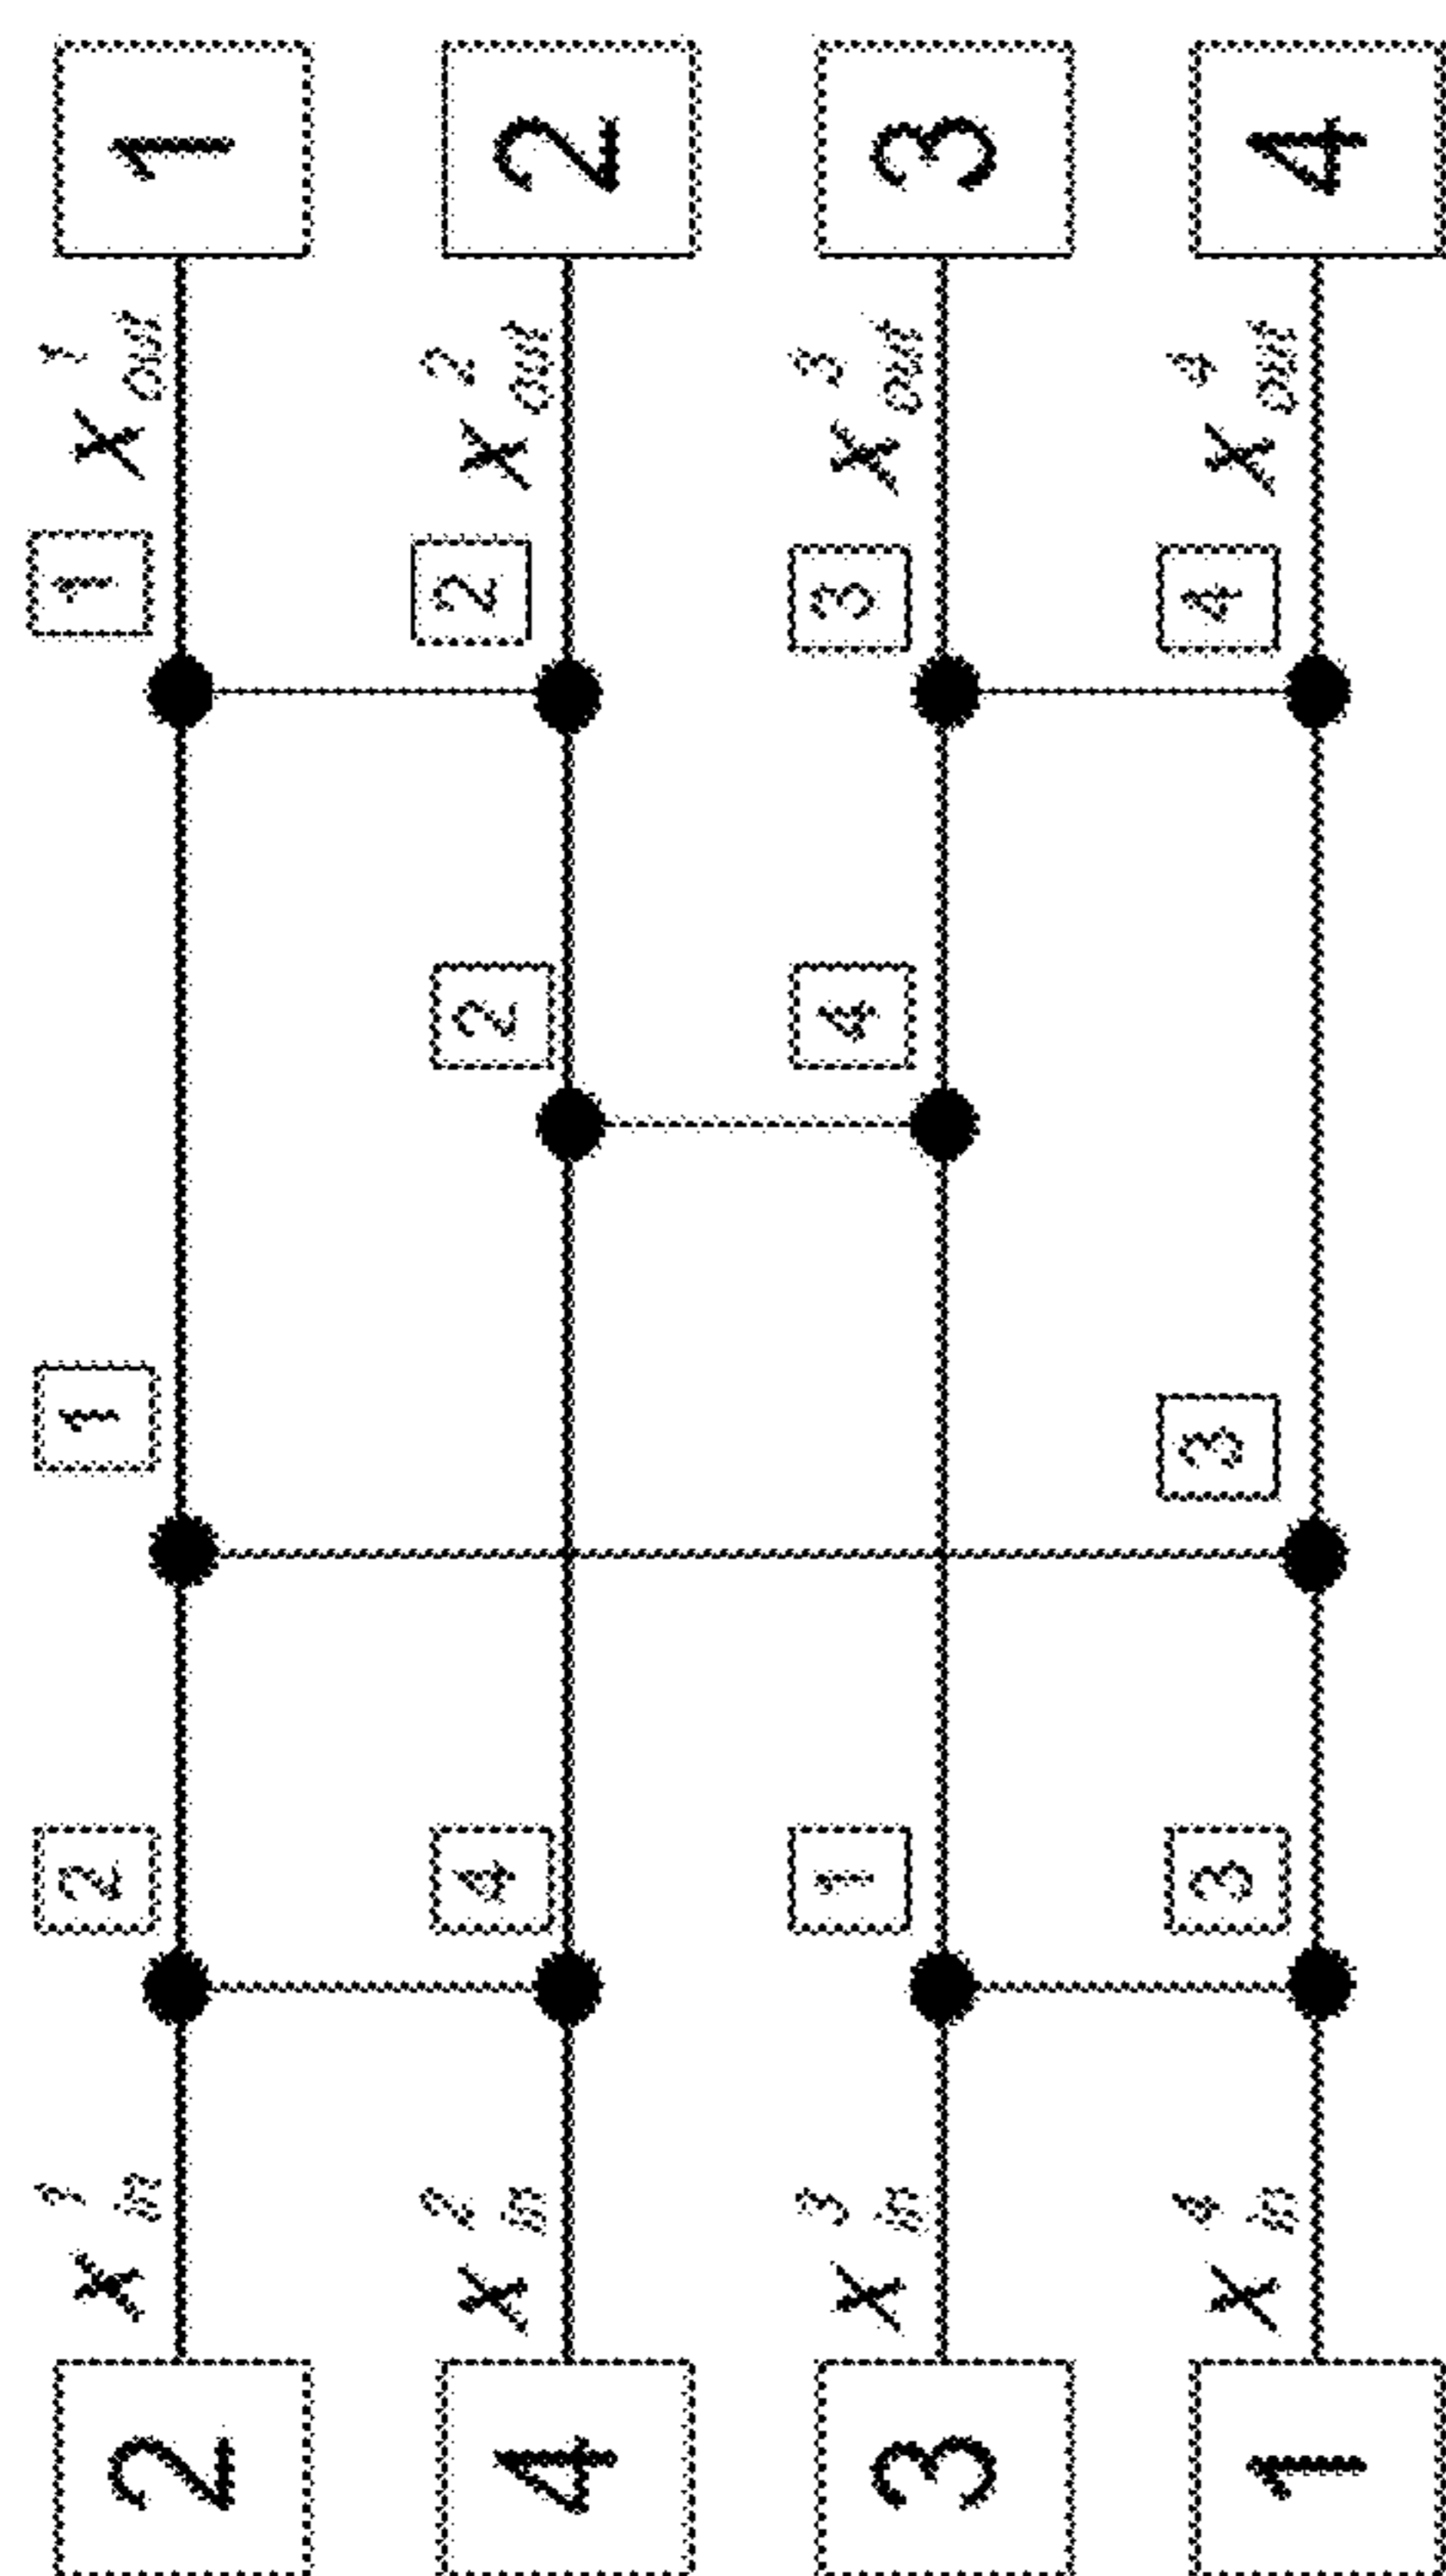 2 x¹ᵢₙ 2 1 1 x¹ₒᵤₜ 1
4 x²ᵢₙ 4 2 2 x²ₒᵤₜ 2
3 x³ᵢₙ 1 4 3 x³ₒᵤₜ 3
1 x⁴ᵢₙ 3 3 4 x⁴ₒᵤₜ 4